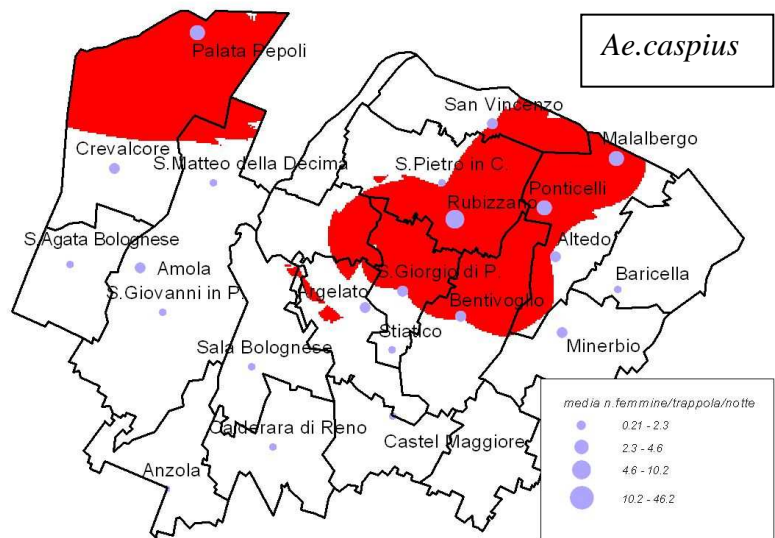 Ae.caspius
Palata Pepoli
San Vincenzo
Malalbergo
Crevalcore
S.Matteo della Decima
S.Pietro in C.
Ponticelli
Rubizzano
S.Agata Bolognese
Amola
S.Giorgio di P.
Altedo
Baricella
S.Giovanni in P.
Argelato
Bentivoglio
Stiatico
Minerbio
Sala Bolognese
Calderara di Reno
Castel Maggiore
Anzola
media n.femmine/trappola/notte
0.21 - 2.3
2.3 - 4.6
4.6 - 10.2
10.2 - 46.2